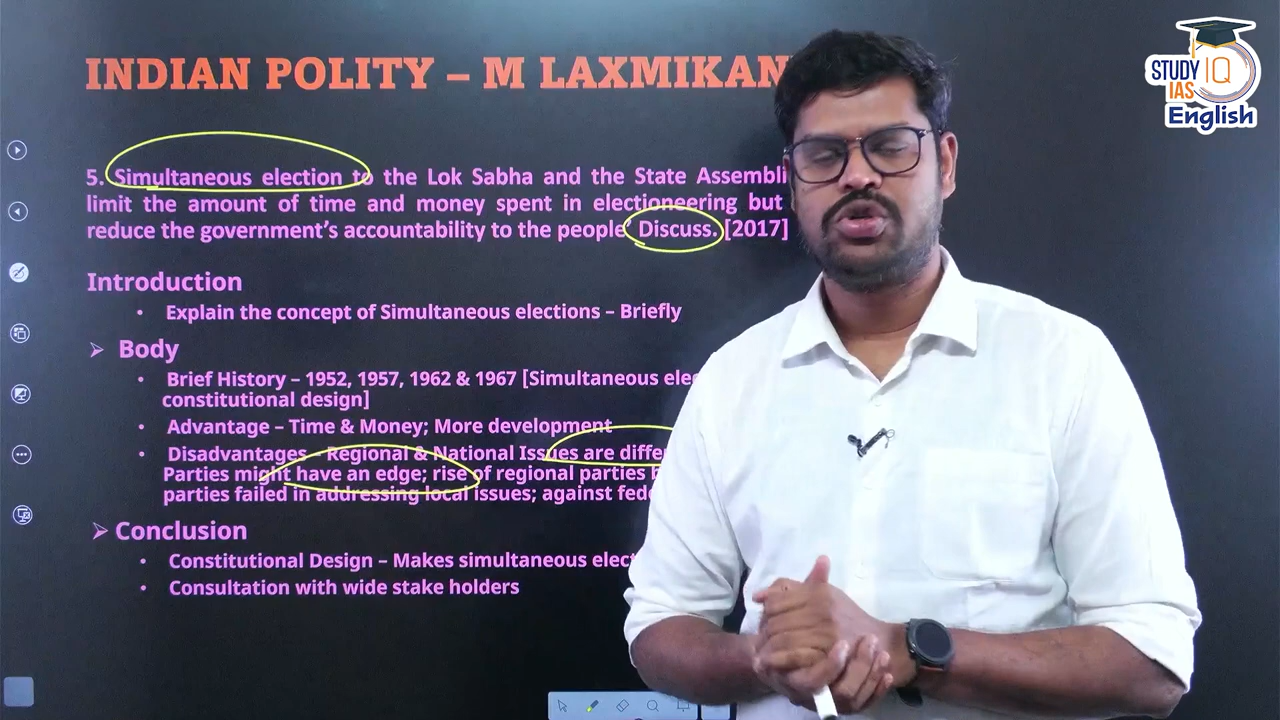 INDIAN POLITY – M LAXMIKAN
STUDY IQ
IAS
English
5. Simultaneous election to the Lok Sabha and the State Assembli
limit the amount of time and money spent in electioneering but
reduce the government's accountability to the people' Discuss. [2017]
Introduction
• Explain the concept of Simultaneous elections – Briefly
➢ Body
• Brief History – 1952, 1957, 1962 & 1967 [Simultaneous elec
constitutional design]
• Advantage – Time & Money; More development
• Disadvantages – Regional & National Issues are differ
Parties might have an edge; rise of regional parties b
parties failed in addressing local issues; against fede
➢ Conclusion
• Constitutional Design – Makes simultaneous elect
• Consultation with wide stake holders